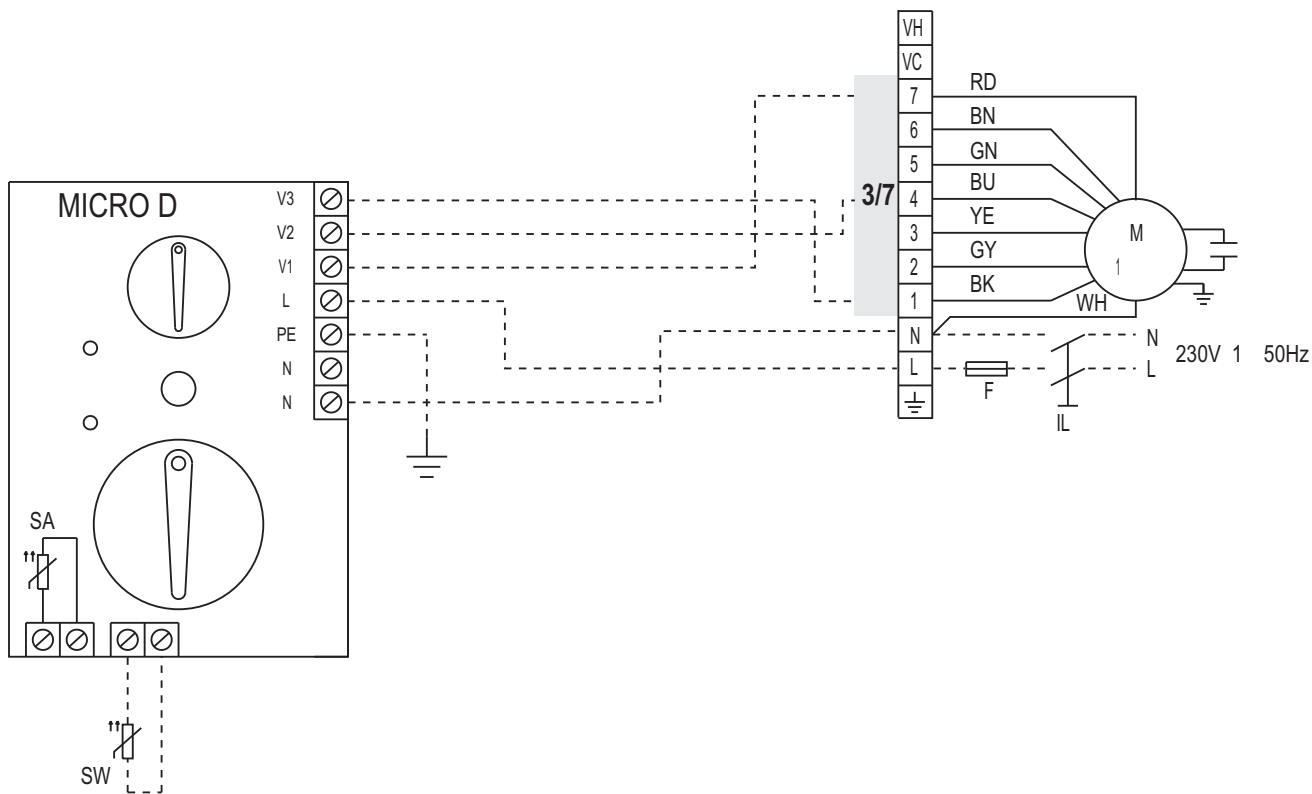 MICRO D
V3
V2
V1
L
PE
N
N
SA
SW
3/7
VH
VC
7
6
5
4
3
2
1
N
L
RD
BN
GN
BU
YE
GY
BK
WH
M
1
F
IL
N
L
230V 1 50Hz